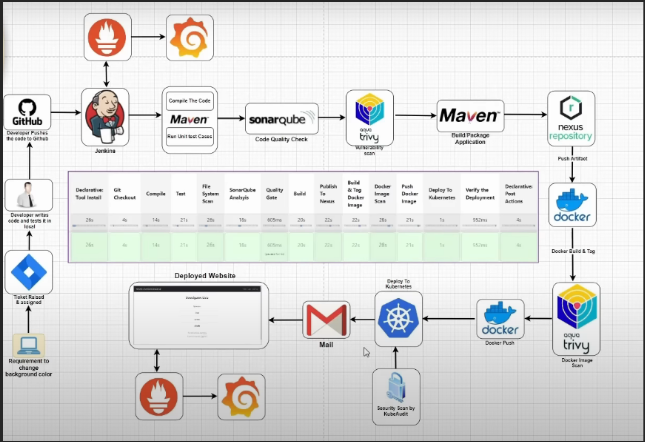 GitHub
Developer Pushes
the code to Github
Jenkins
Compile The Code
Maven
Run Unit test Cases
sonarqube
Code Quality Check
aqua
trivy
Vulnerability
scan
Maven
Build/Package
Application
nexus
repository
Push Artifact
Developer writes
code and tests it in
local
Ticket Raised
& assigned
Requirement to
change
background color
Declarative:
Tool Install
Git
Checkout
Compile
Test
File
System
Scan
SonarQube
Analysis
Quality
Gate
Build
Publish
To
Nexus
Build
& Tag
Docker
Image
Docker
Image
Scan
Push
Docker
Image
Deploy To
Kubernetes
Verify the
Deployment
Declarative:
Post
Actions
docker
Docker Build & Tag
aqua
trivy
Docker Image
Scan
docker
Docker Push
Deploy To
Kubernetes
Security Scan by
KubeAudit
Mail
Deployed Website